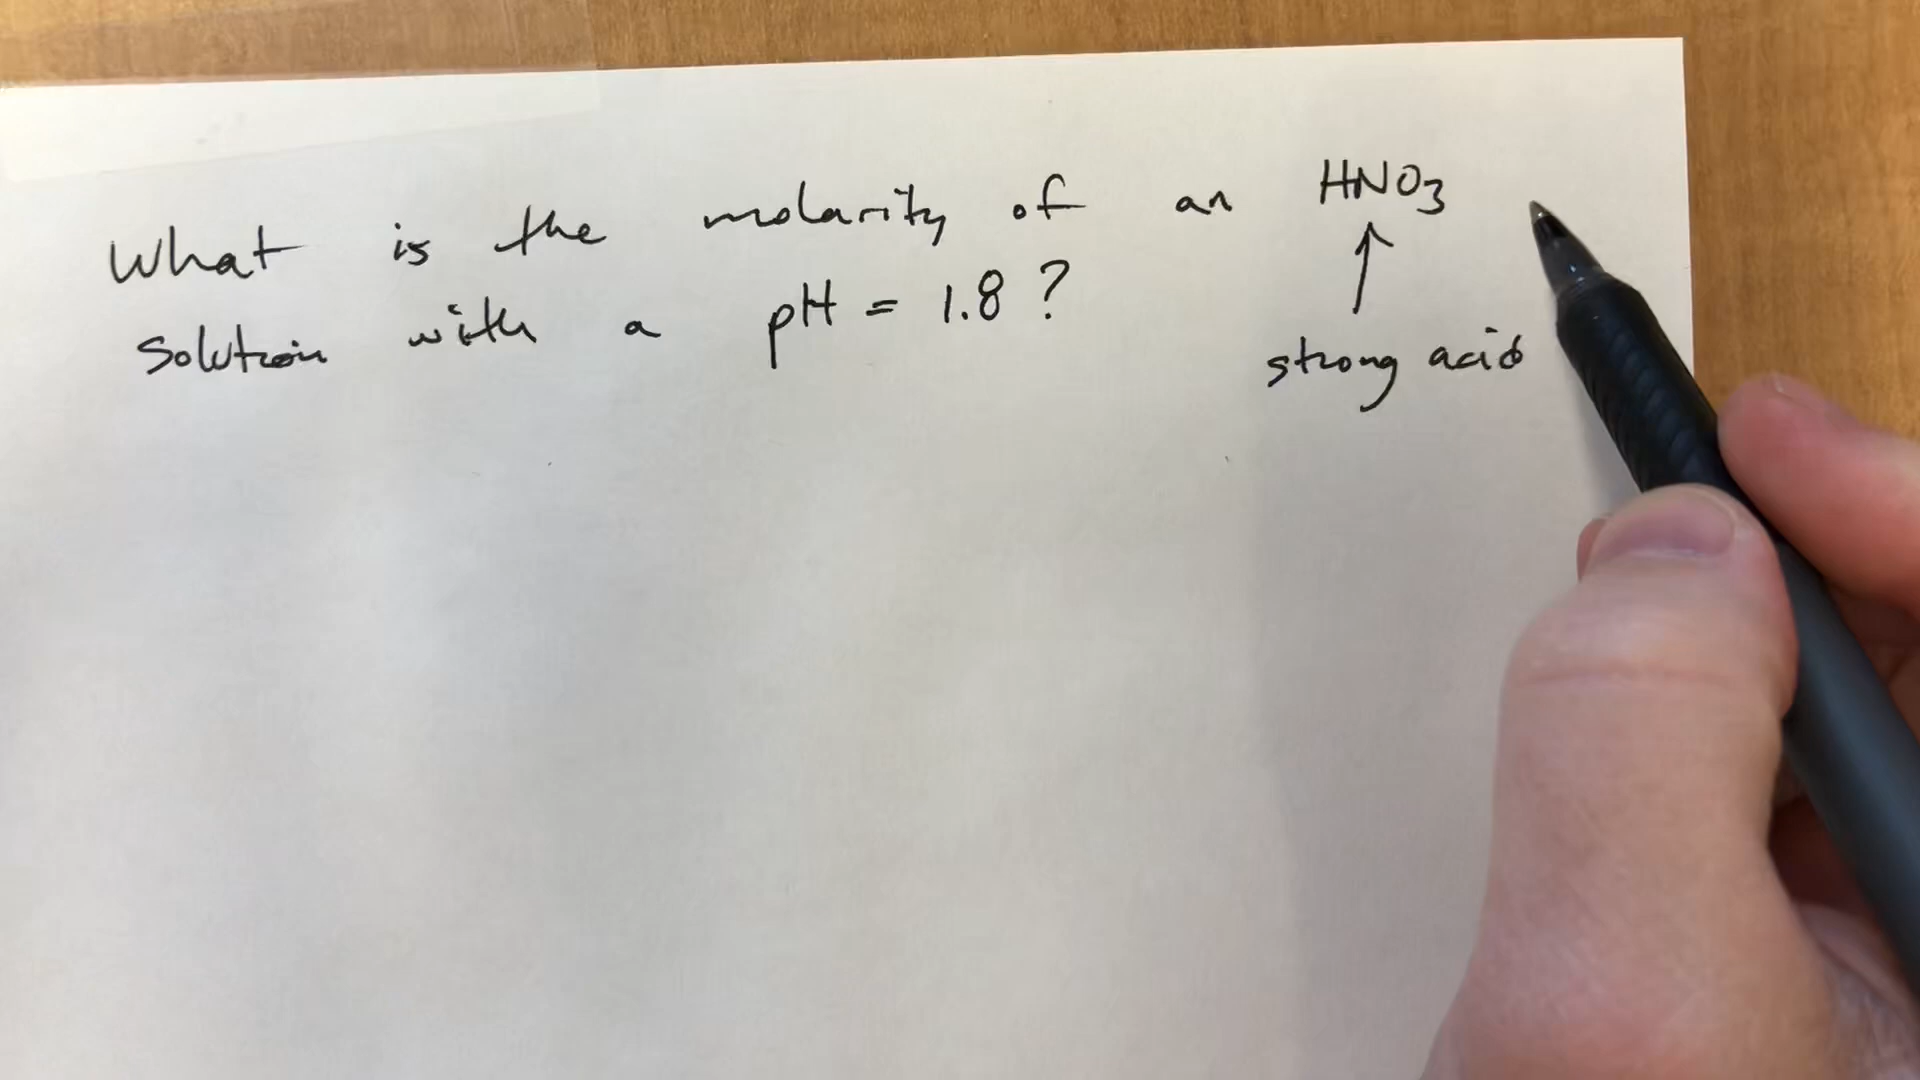 What is the molarity of an HNO3
solution with a pH = 1.8 ?
strong acid